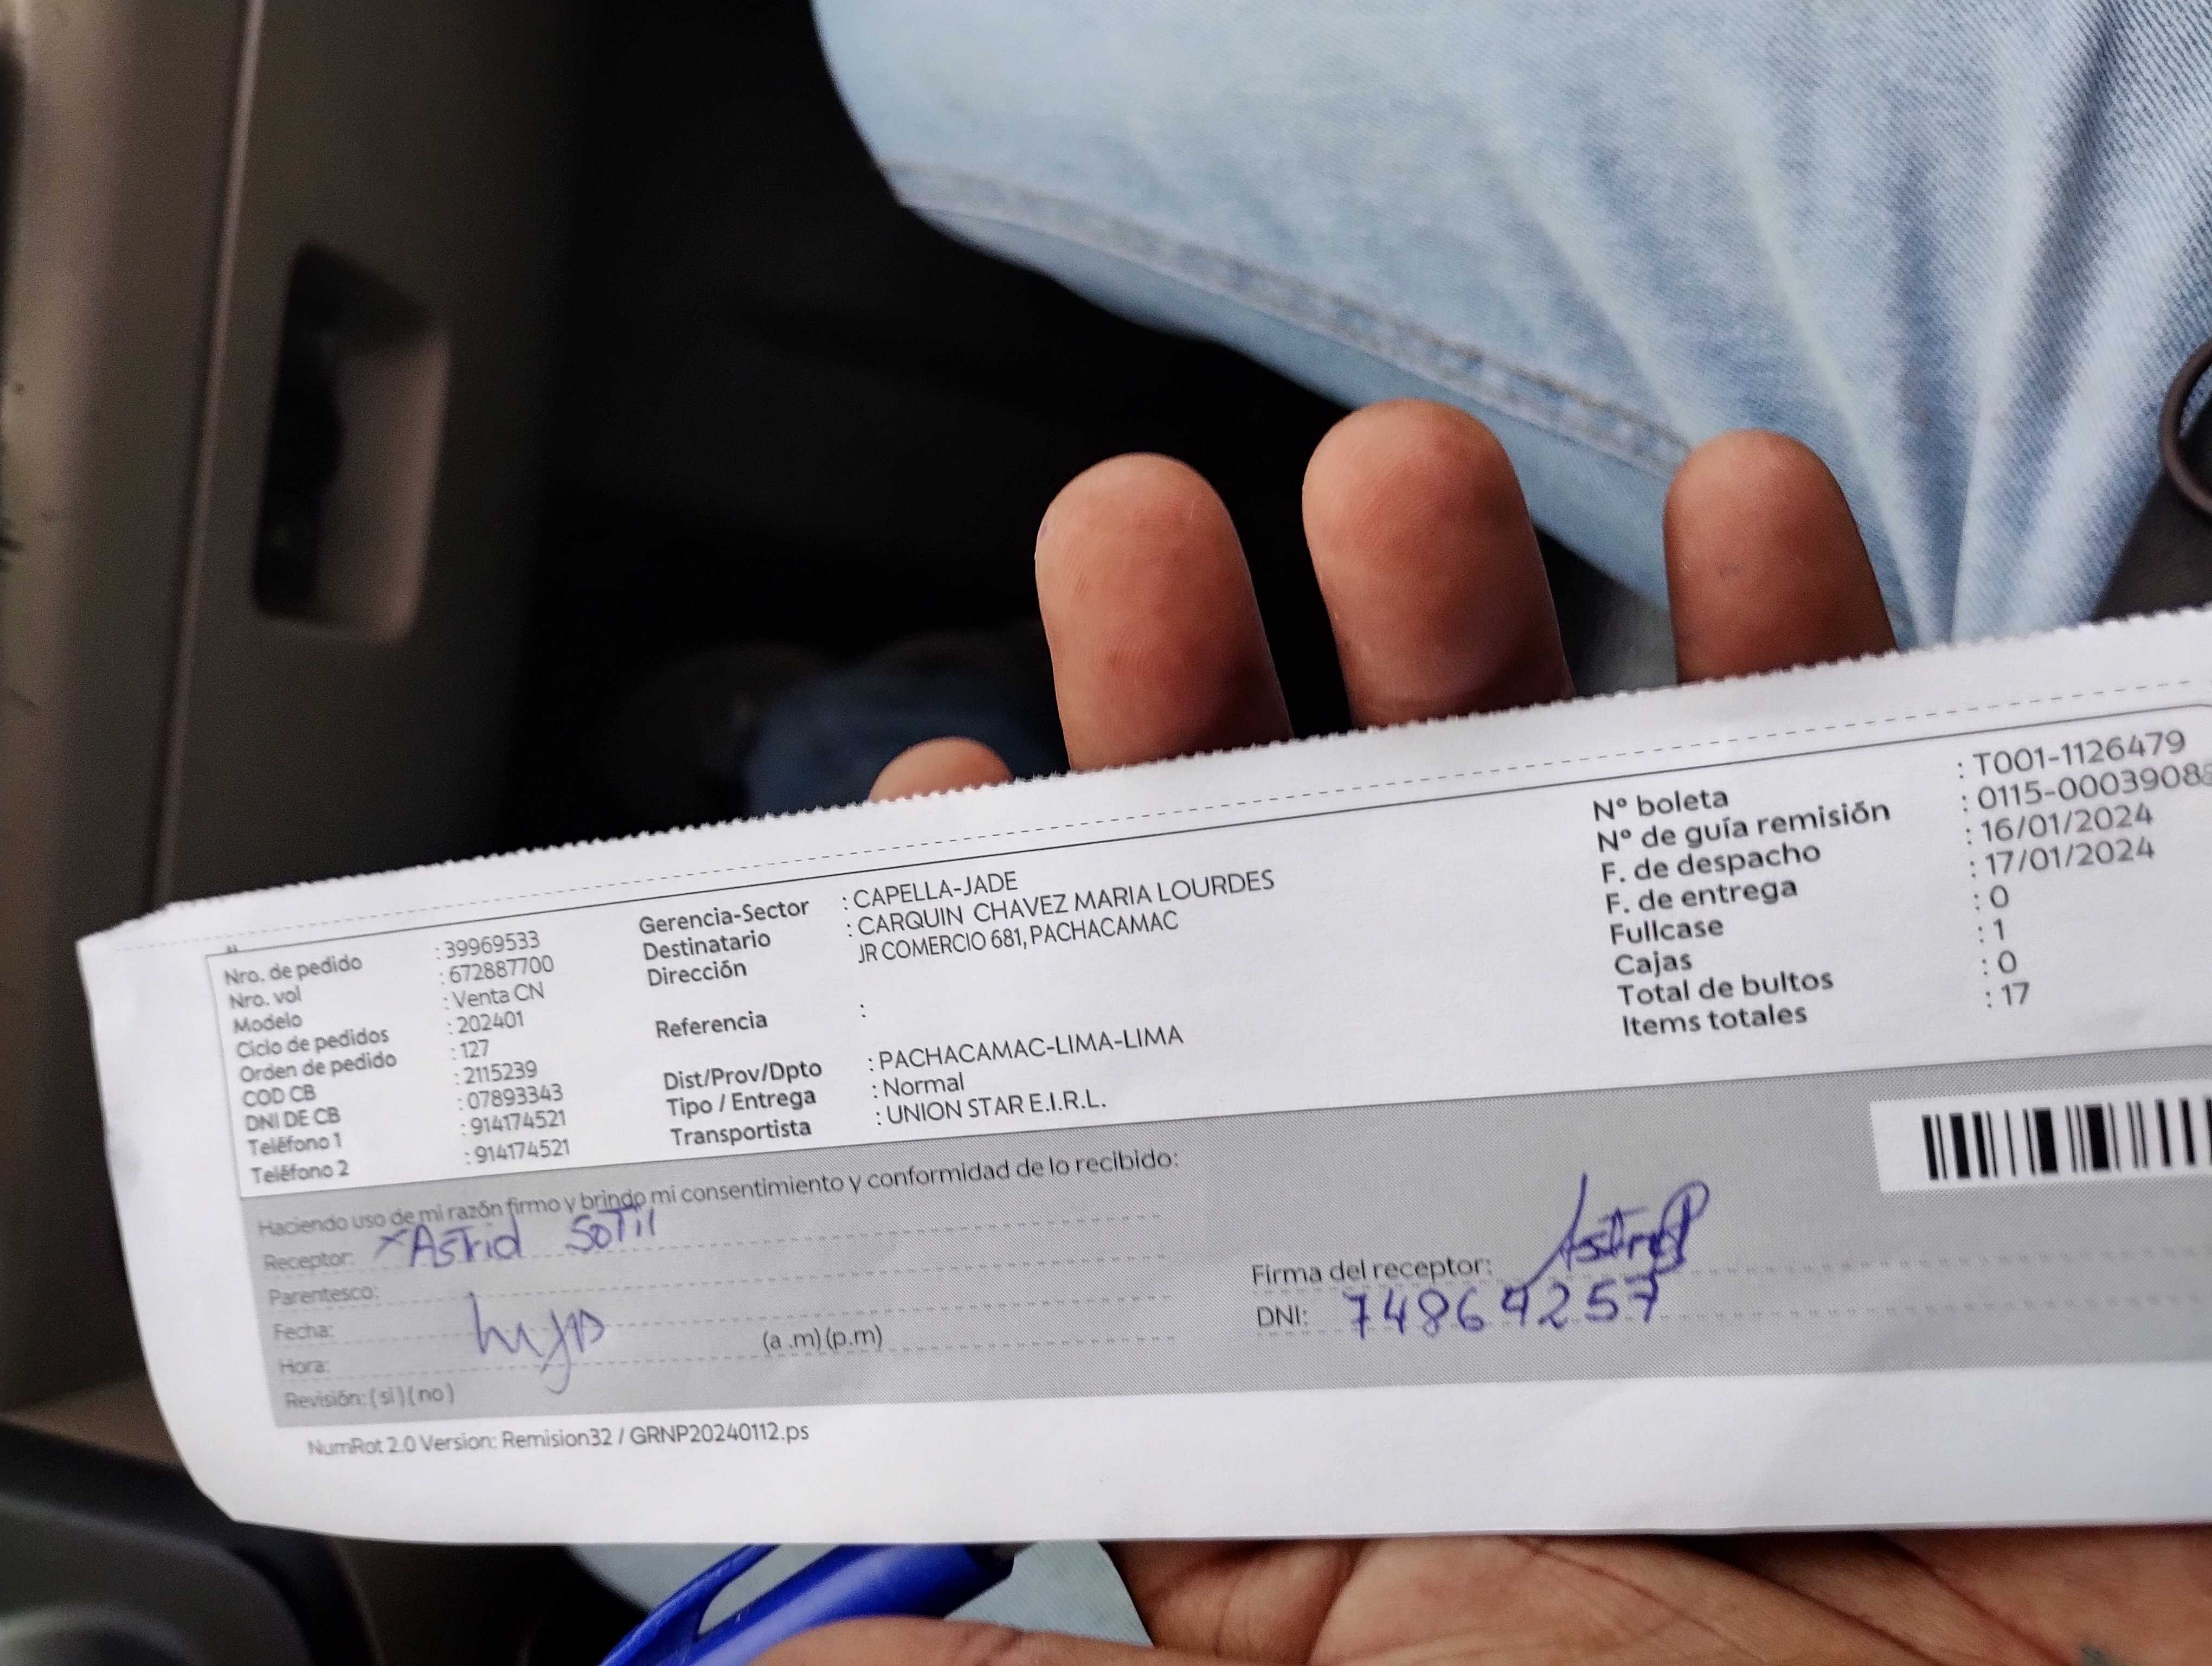 Nro. de pedido : 39969533
Nro. vol : 672887700
Modelo : Venta CN
Ciclo de pedidos : 202401
Orden de pedido : 127
COD CB : 2115239
DNI DE CB : 07893343
Teléfono 1 : 914174521
Teléfono 2 : 914174521
Gerencia-Sector : CAPELLA-JADE
Destinatario : CARQUIN CHAVEZ MARIA LOURDES
Dirección JR COMERCIO 681, PACHACAMAC
Referencia :
Dist/Prov/Dpto : PACHACAMAC-LIMA-LIMA
Tipo / Entrega : Normal
Transportista : UNION STAR E.I.R.L.
Nº boleta : T001-1126479
Nº de guía remisión : 0115-0003908
F. de despacho : 16/01/2024
F. de entrega : 17/01/2024
Fullcase : 0
Cajas : 1
Total de bultos : 0
Items totales : 17
Haciendo uso de mi razón firmo y brindo mi consentimiento y conformidad de lo recibido:
Receptor: Astrid Sotil
Parentesco:
Fecha:
Hora: (a .m) (p.m)
Revisión: ( si ) ( no )
Firma del receptor:
DNI: 74864257
NumRot 2.0 Version: Remision32 / GRNP20240112.ps